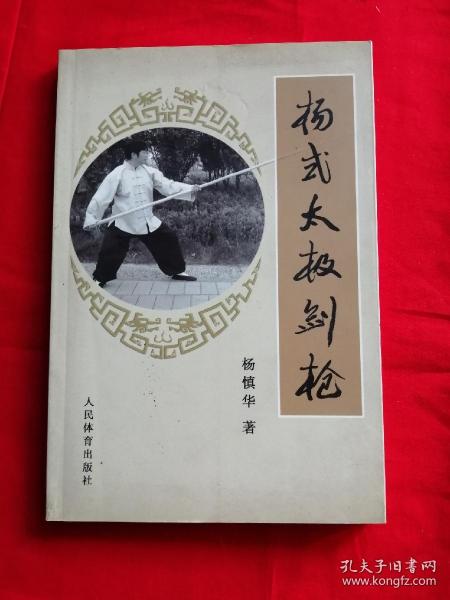 杨式太极剑枪
杨慎华 著
人民体育出版社
孔夫子旧书网
www.kongfz.com